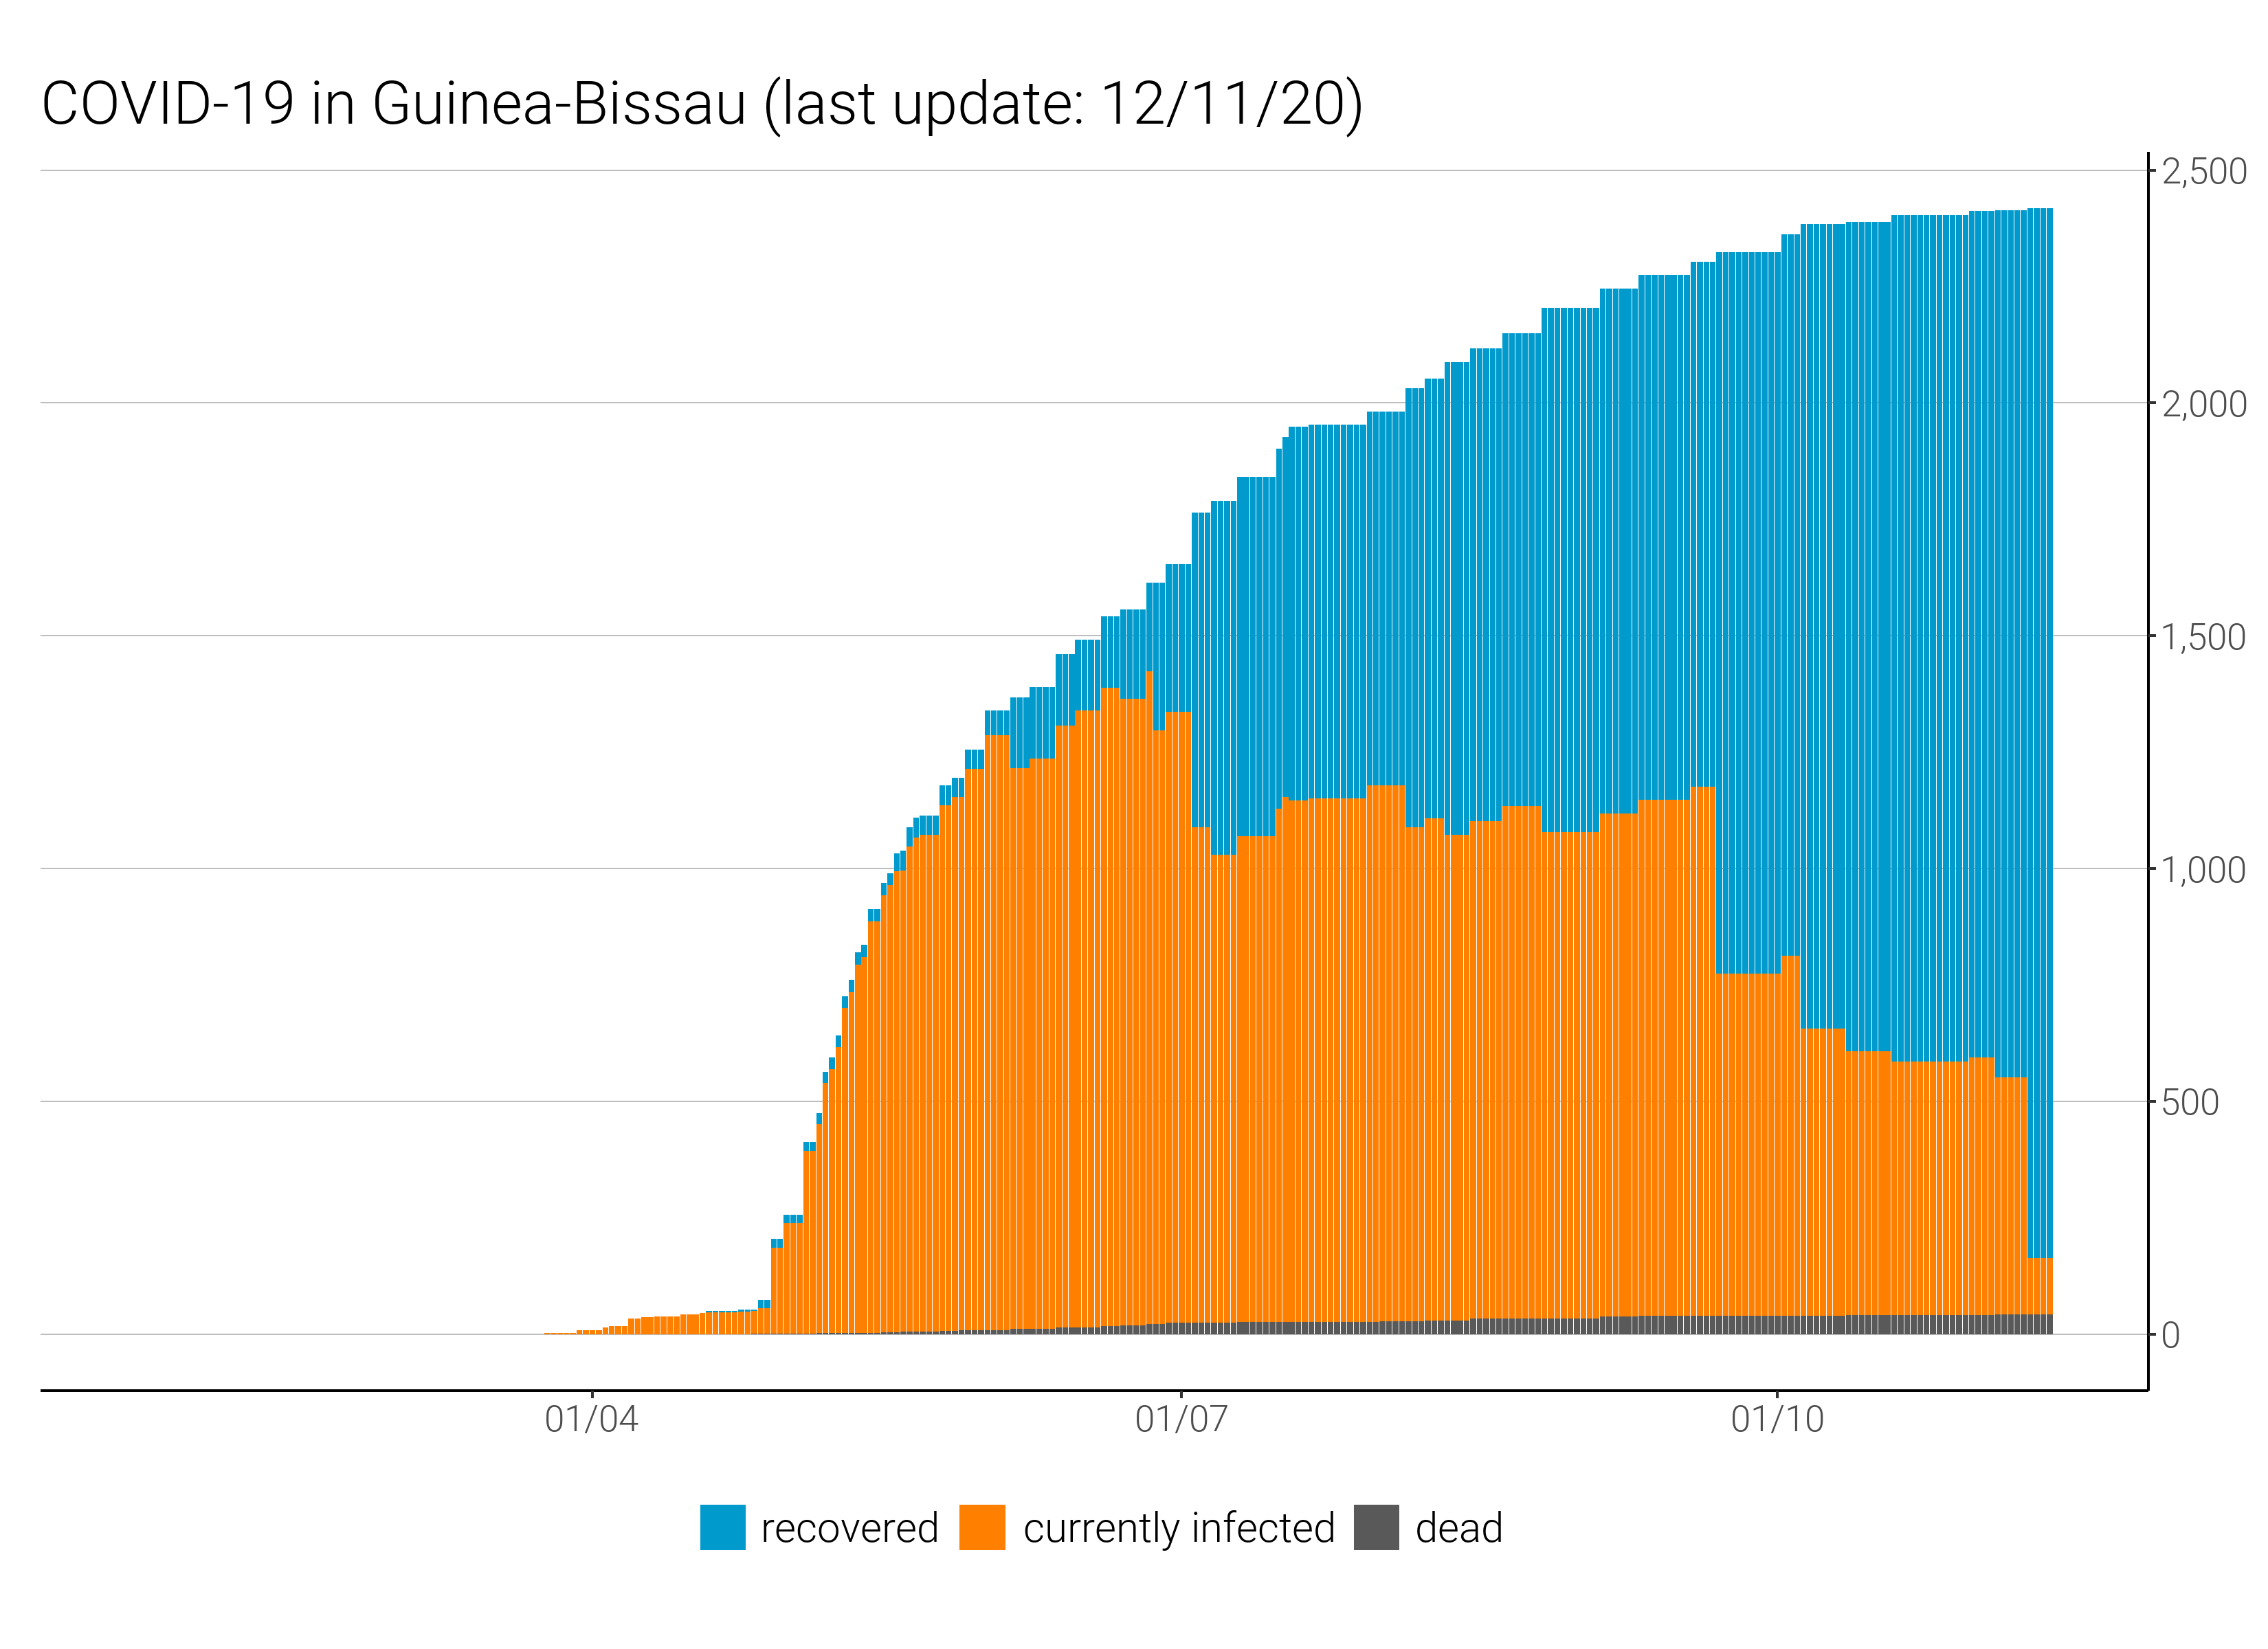 COVID-19 in Guinea-Bissau (last update: 12/11/20)
2,500
2,000
1,500
1,000
500
0
01/04 01/07 01/10
recovered currently infected dead